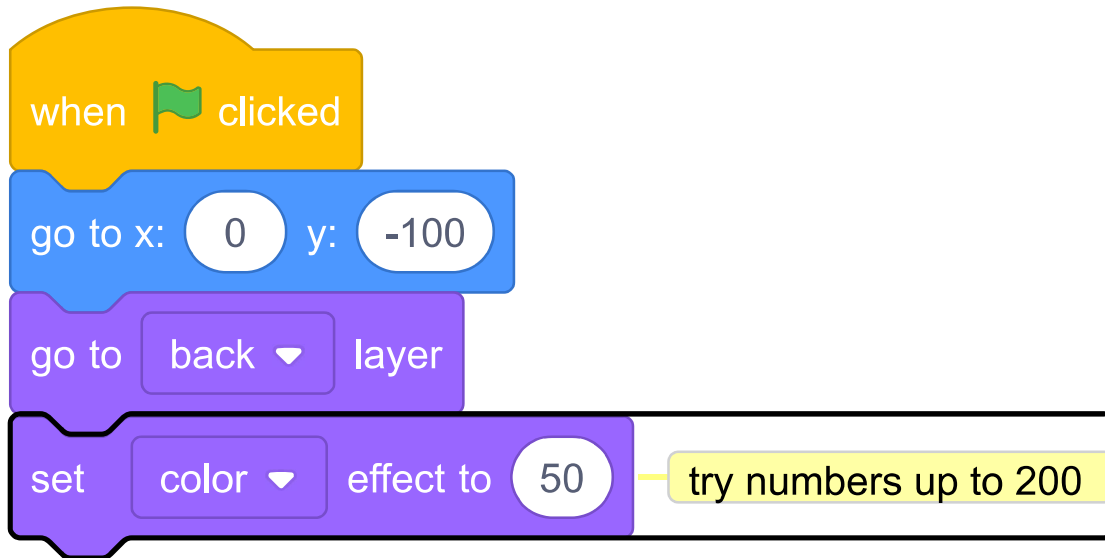 when clicked
go to x: 0 y: -100
go to back layer
set color effect to 50 try numbers up to 200